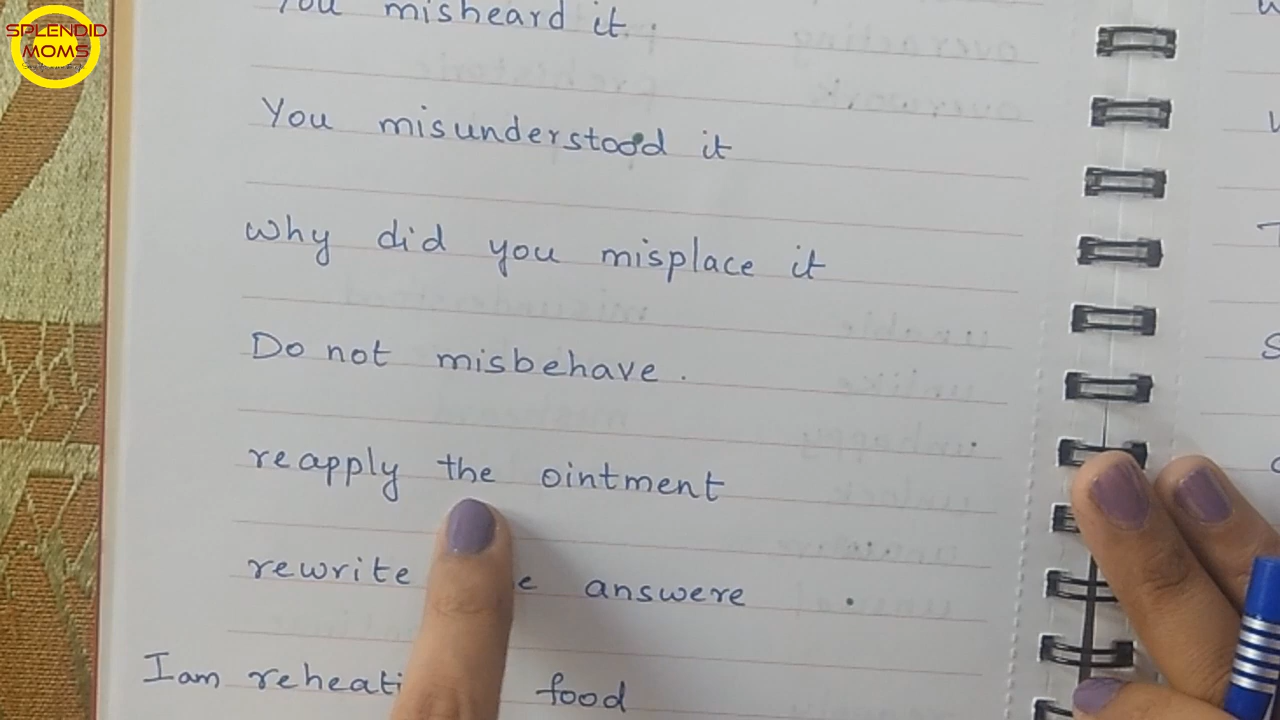 SPLENDID
MOMS
You misheard it.
You misunderstood it
why did you misplace it
Do not misbehave.
reapply the ointment
rewrite e answere .
I am reheati food